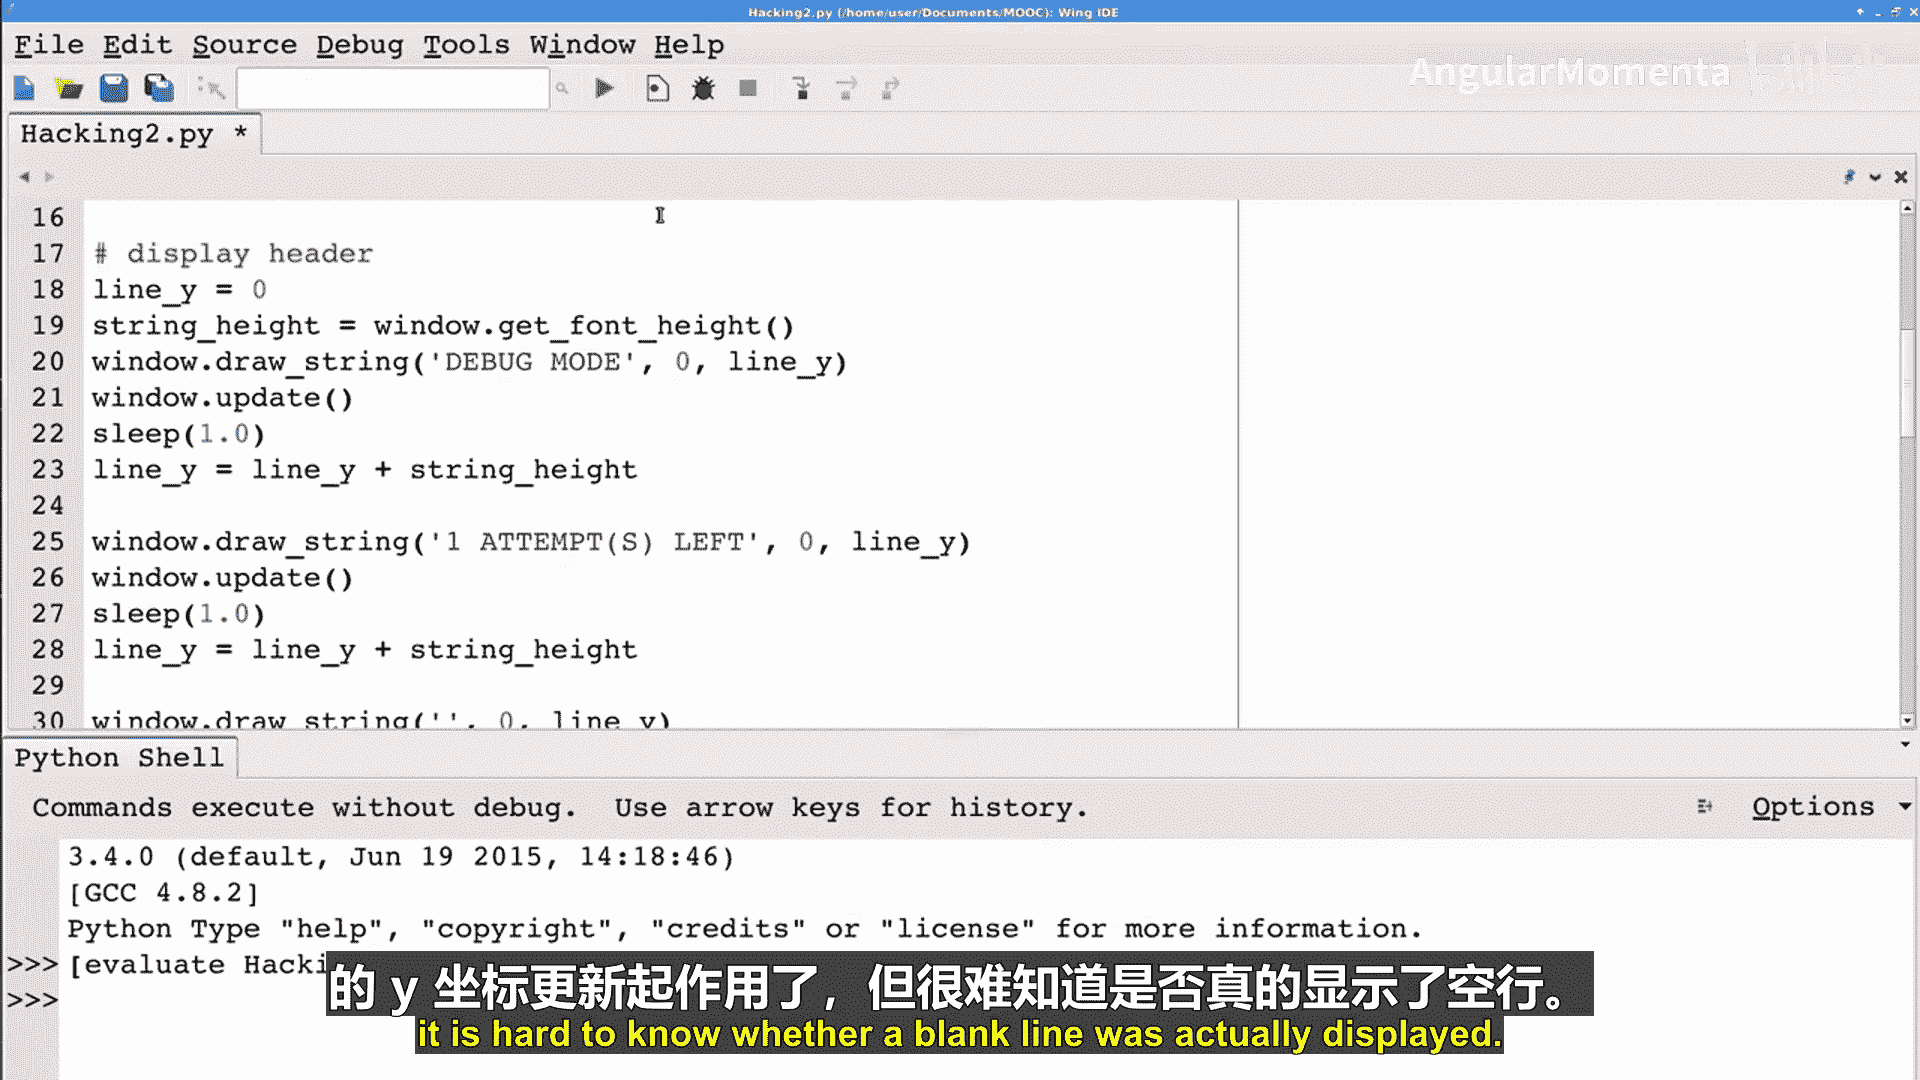 Hacking2.py (/home/user/Documents/MOOC): Wing IDE
File Edit Source Debug Tools Window Help
AngularMomenta
Hacking2.py *
16
17 # display header
18 line_y = 0
19 string_height = window.get_font_height()
20 window.draw_string('DEBUG MODE', 0, line_y)
21 window.update()
22 sleep(1.0)
23 line_y = line_y + string_height
24
25 window.draw_string('1 ATTEMPT(S) LEFT', 0, line_y)
26 window.update()
27 sleep(1.0)
28 line_y = line_y + string_height
29
30 window.draw_string('', 0, line_y)
Python Shell
Commands execute without debug. Use arrow keys for history.
Options
3.4.0 (default, Jun 19 2015, 14:18:46)
[GCC 4.8.2]
Python Type "help", "copyright", "credits" or "license" for more information.
>>> [evaluate Hacki
>>>
的 y 坐标更新起作用了，但很难知道是否真的显示了空行。
it is hard to know whether a blank line was actually displayed.